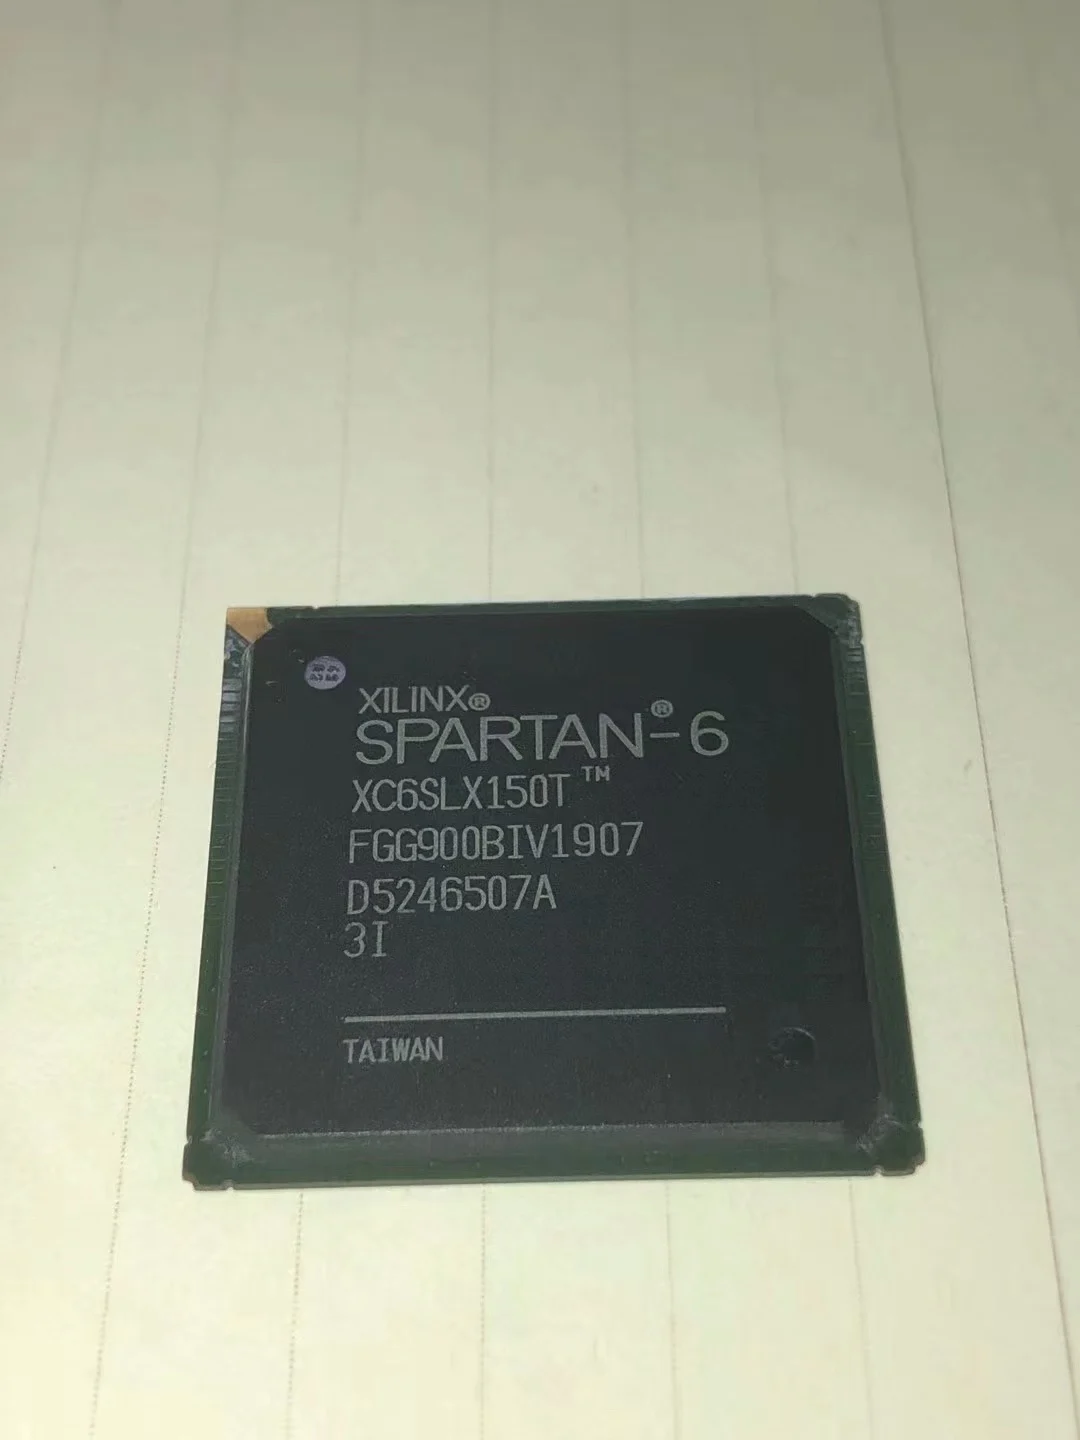 XILINX®
SPARTAN®-6
XC6SLX150T™
FGG900BIV1907
D5246507A
3I
TAIWAN